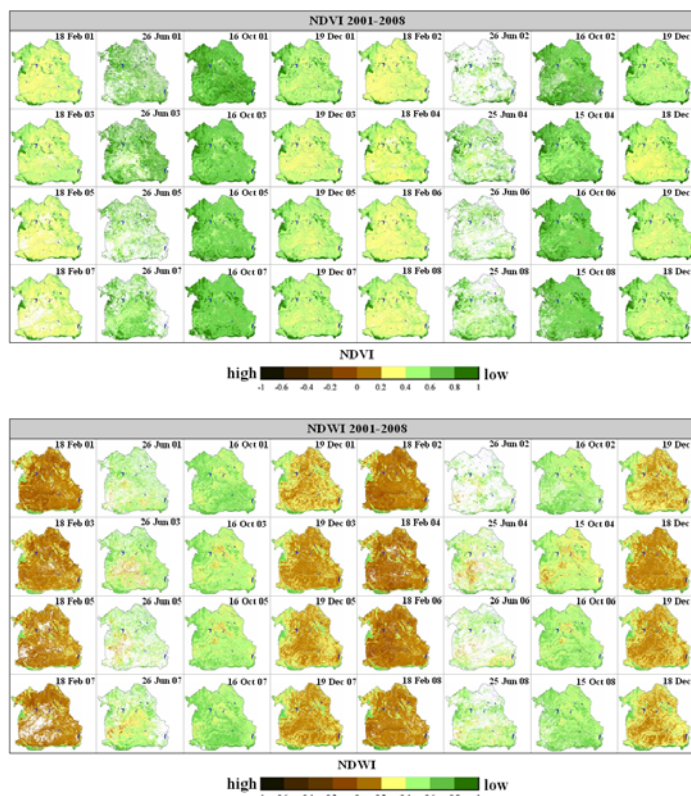 NDVI 2001-2008
18 Feb 01 26 Jun 01 16 Oct 01 19 Dec 01 18 Feb 02 26 Jun 02 16 Oct 02 19 Dec
18 Feb 03 26 Jun 03 16 Oct 03 19 Dec 03 18 Feb 04 25 Jun 04 15 Oct 04 18 Dec
18 Feb 05 26 Jun 05 16 Oct 05 19 Dec 05 18 Feb 06 26 Jun 06 16 Oct 06 19 Dec
18 Feb 07 26 Jun 07 16 Oct 07 19 Dec 07 18 Feb 08 25 Jun 08 15 Oct 08 18 Dec
NDVI
high low
-1 -0.6 -0.4 -0.2 0 0.2 0.4 0.6 0.8 1
NDWI 2001-2008
18 Feb 01 26 Jun 01 16 Oct 01 19 Dec 01 18 Feb 02 26 Jun 02 16 Oct 02 19 Dec
18 Feb 03 26 Jun 03 16 Oct 03 19 Dec 03 18 Feb 04 25 Jun 04 15 Oct 04 18 Dec
18 Feb 05 26 Jun 05 16 Oct 05 19 Dec 05 18 Feb 06 26 Jun 06 16 Oct 06 19 Dec
18 Feb 07 26 Jun 07 16 Oct 07 19 Dec 07 18 Feb 08 25 Jun 08 15 Oct 08 18 Dec
NDWI
high low